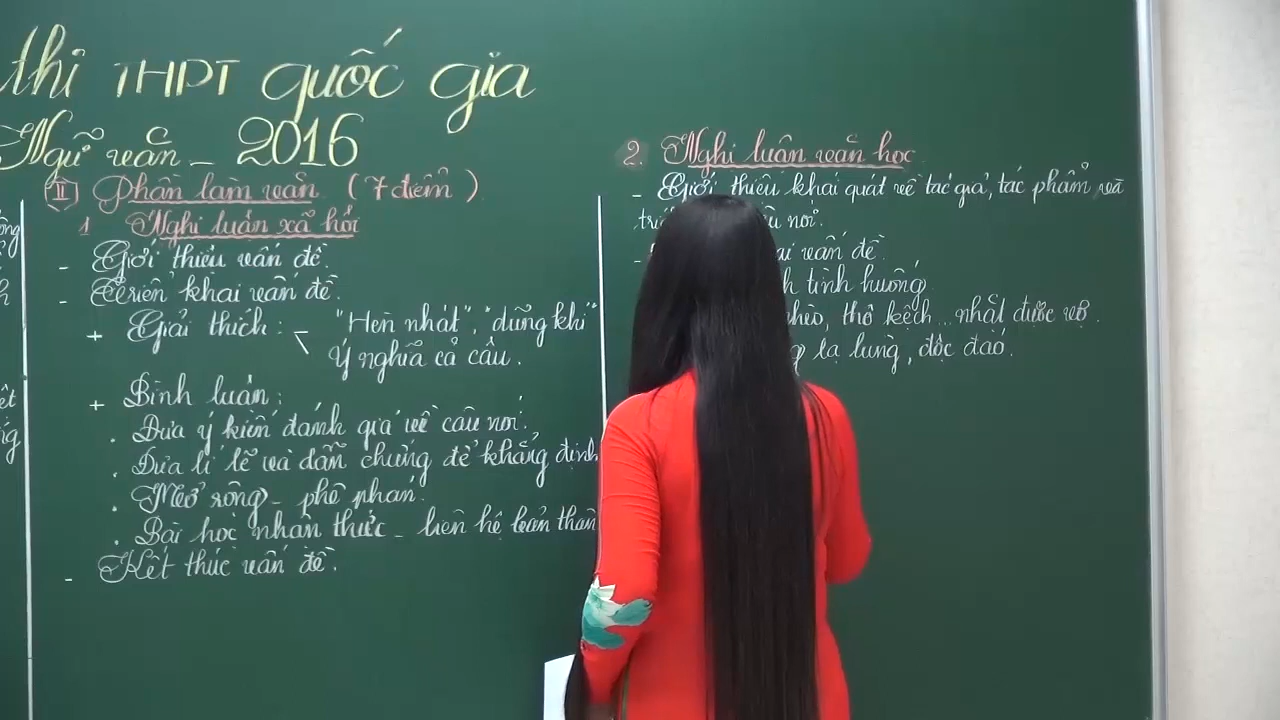 thi THPT quốc gia
Ngữ văn - 2016
II Phần làm văn (7 điểm)
1 Nghị luận xã hội
- Giới thiệu vấn đề.
- Triển khai vấn đề.
+ Giải thích: "Hèn nhát", "dũng khí"
Ý nghĩa cả câu.
+ Bình luận:
. Đưa ý kiến đánh giá về câu nói.
. Đưa lí lẽ và dẫn chứng để khẳng định
. Mở rộng - phê phán.
. Bài học nhận thức - liên hệ bản thân
- Kết thúc vấn đề.
2. Nghị luận văn học
- Giới thiệu khái quát về tác giả, tác phẩm và
nói.
vấn đề.
tình huống
thô kệch... nhặt được vợ.
lạ lùng, độc đáo.